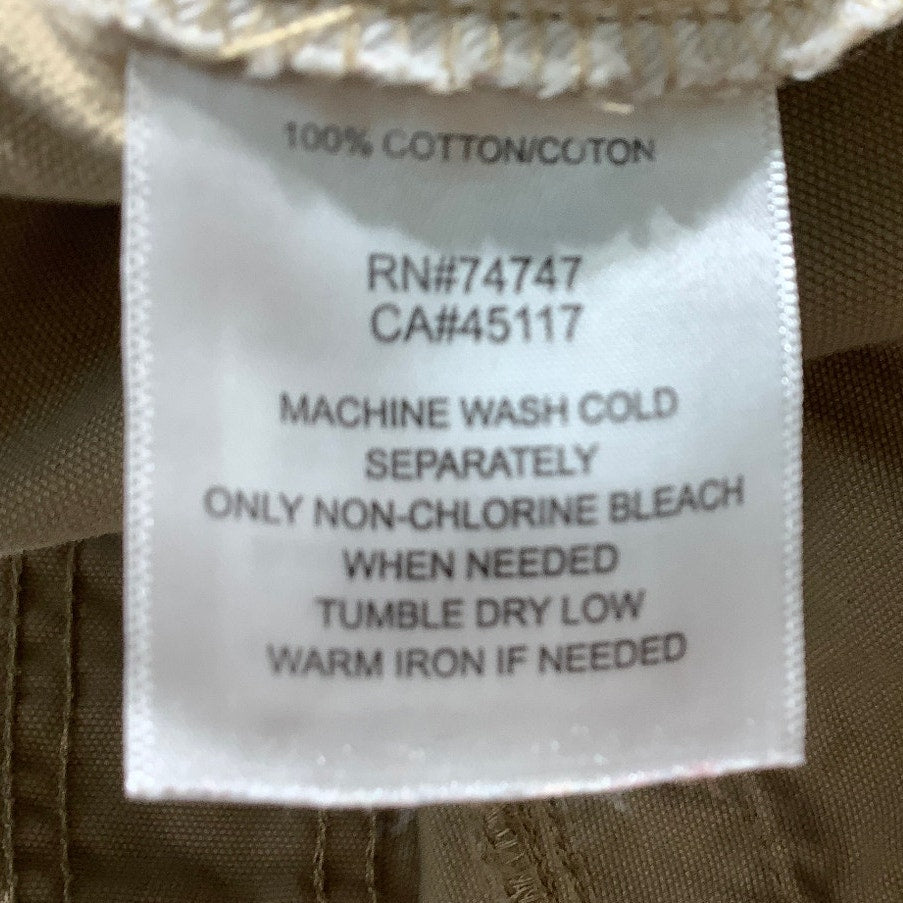 100% COTTON/COTON
RN#74747
CA#45117
MACHINE WASH COLD
SEPARATELY
ONLY NON-CHLORINE BLEACH
WHEN NEEDED
TUMBLE DRY LOW
WARM IRON IF NEEDED